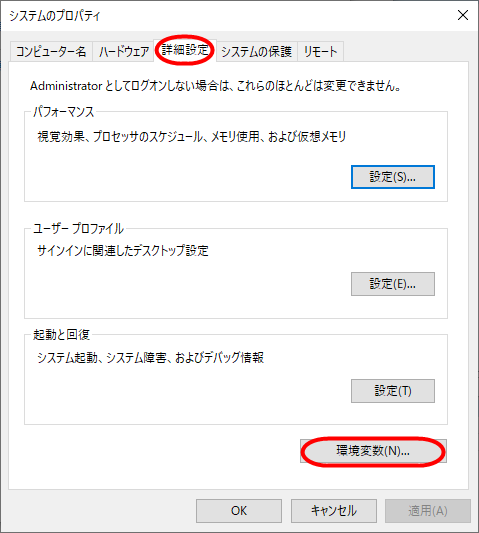 システムのプロパティ
コンピューター名 ハードウェア 詳細設定 システムの保護 リモート
Administrator としてログオンしない場合は、これらのほとんどは変更できません。
パフォーマンス
視覚効果、プロセッサのスケジュール、メモリ使用、および仮想メモリ
設定(S)...
ユーザー プロファイル
サインインに関連したデスクトップ設定
設定(E)...
起動と回復
システム起動、システム障害、およびデバッグ情報
設定(T)
環境変数(N)...
OK キャンセル 適用(A)